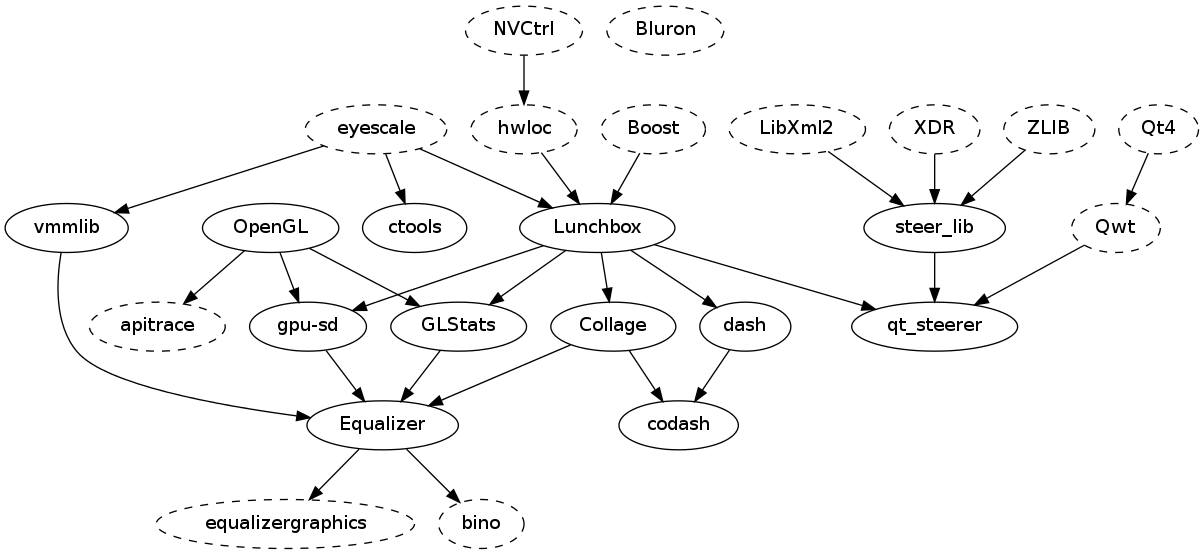 NVCtrl
Bluron
eyescale
hwloc
Boost
LibXml2
XDR
ZLIB
Qt4
vmmlib
OpenGL
ctools
Lunchbox
steer_lib
Qwt
apitrace
gpu-sd
GLStats
Collage
dash
qt_steerer
Equalizer
codash
equalizergraphics
bino